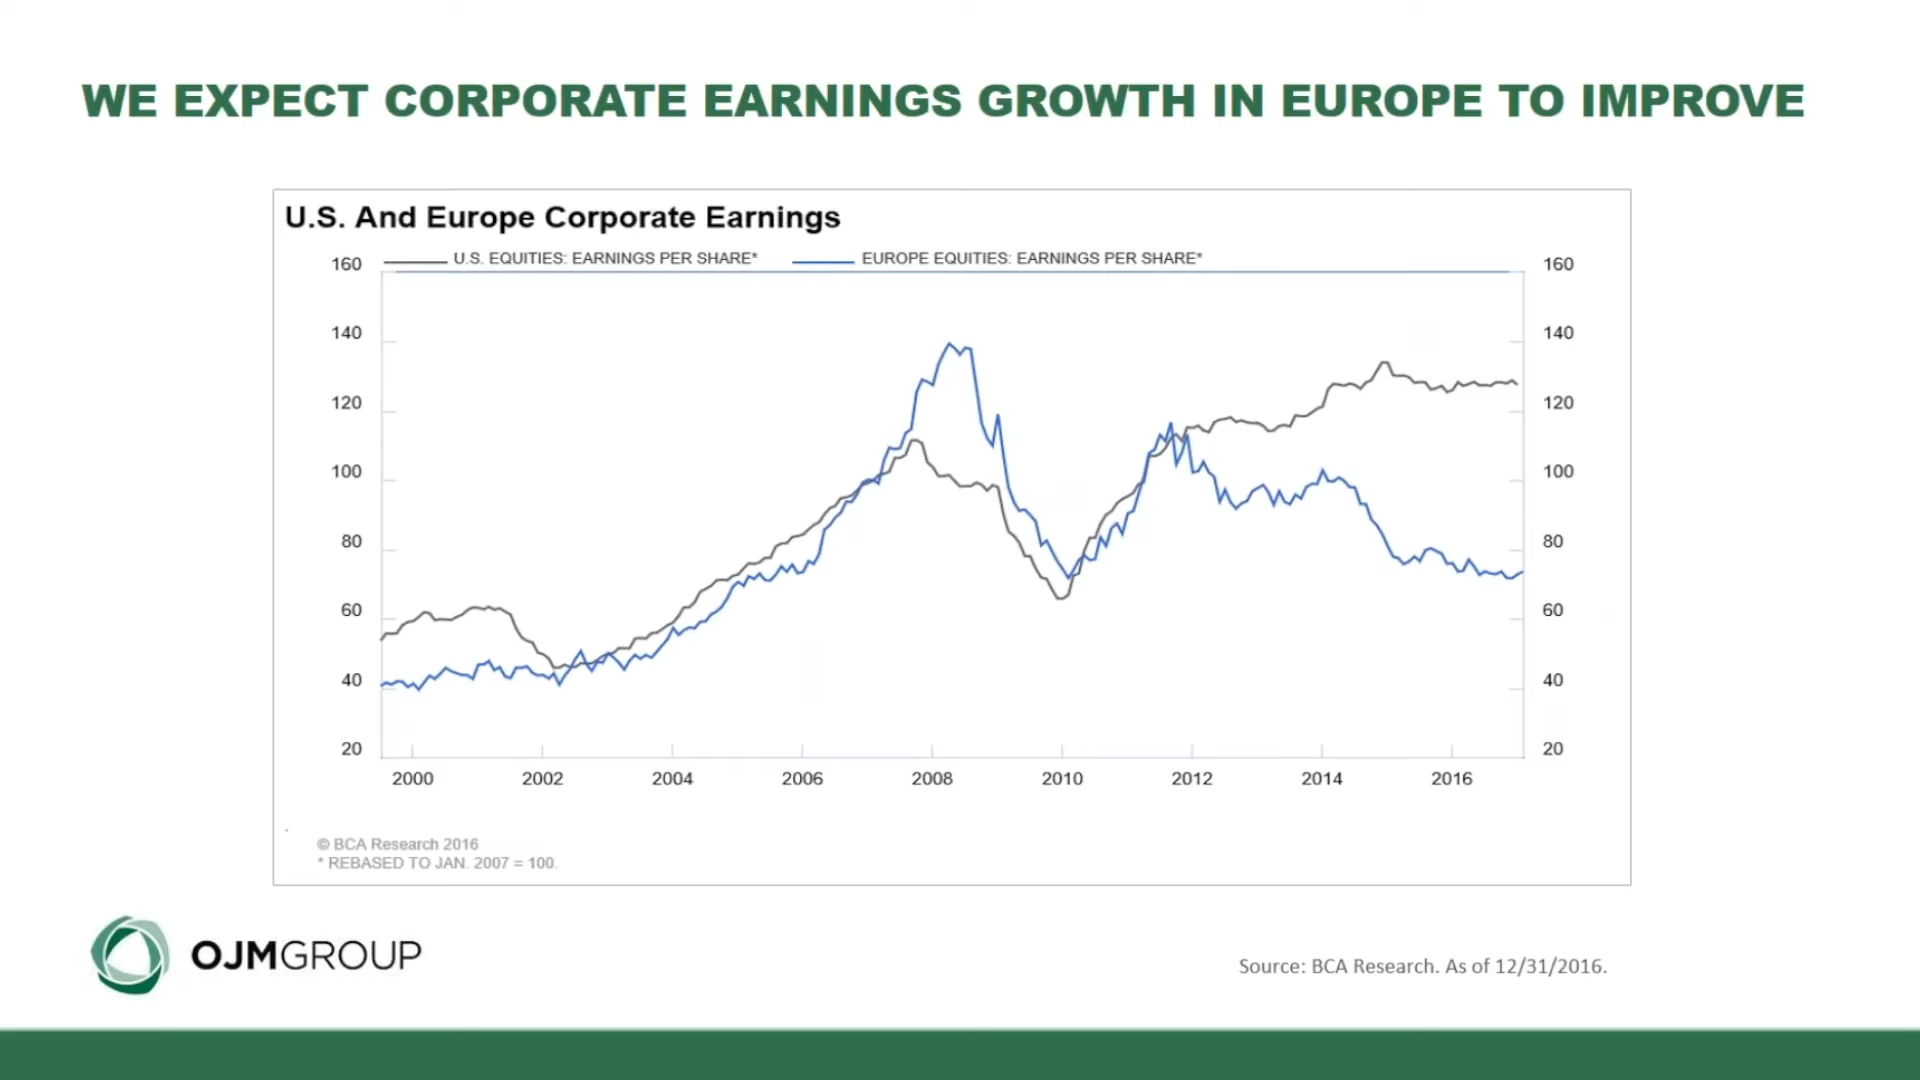 WE EXPECT CORPORATE EARNINGS GROWTH IN EUROPE TO IMPROVE
U.S. And Europe Corporate Earnings
U.S. EQUITIES: EARNINGS PER SHARE* EUROPE EQUITIES: EARNINGS PER SHARE*
160 160
140 140
120 120
100 100
80 80
60 60
40 40
20 20
2000 2002 2004 2006 2008 2010 2012 2014 2016
© BCA Research 2016
* REBASED TO JAN. 2007 = 100.
OJMGROUP
Source: BCA Research. As of 12/31/2016.